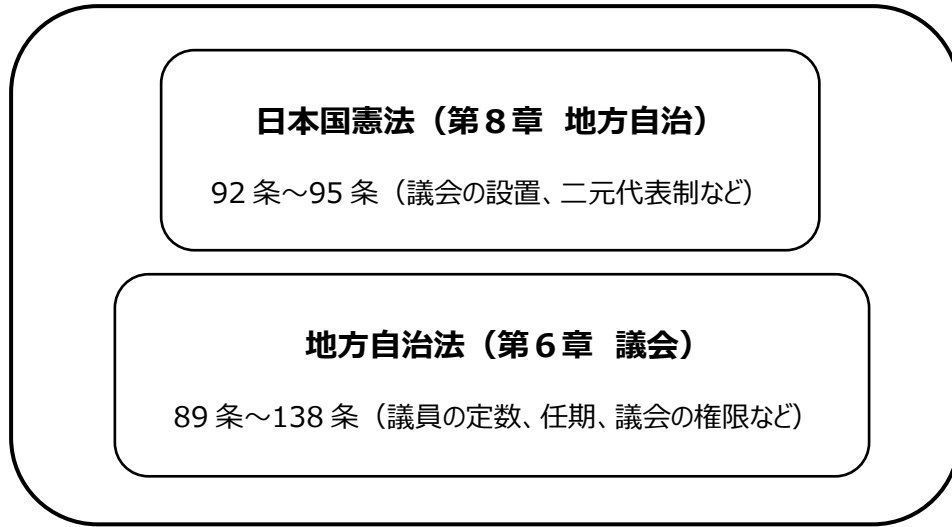 日本国憲法（第８章 地方自治）
92 条～95 条（議会の設置、二元代表制など）
地方自治法（第６章 議会）
89 条～138 条（議員の定数、任期、議会の権限など）